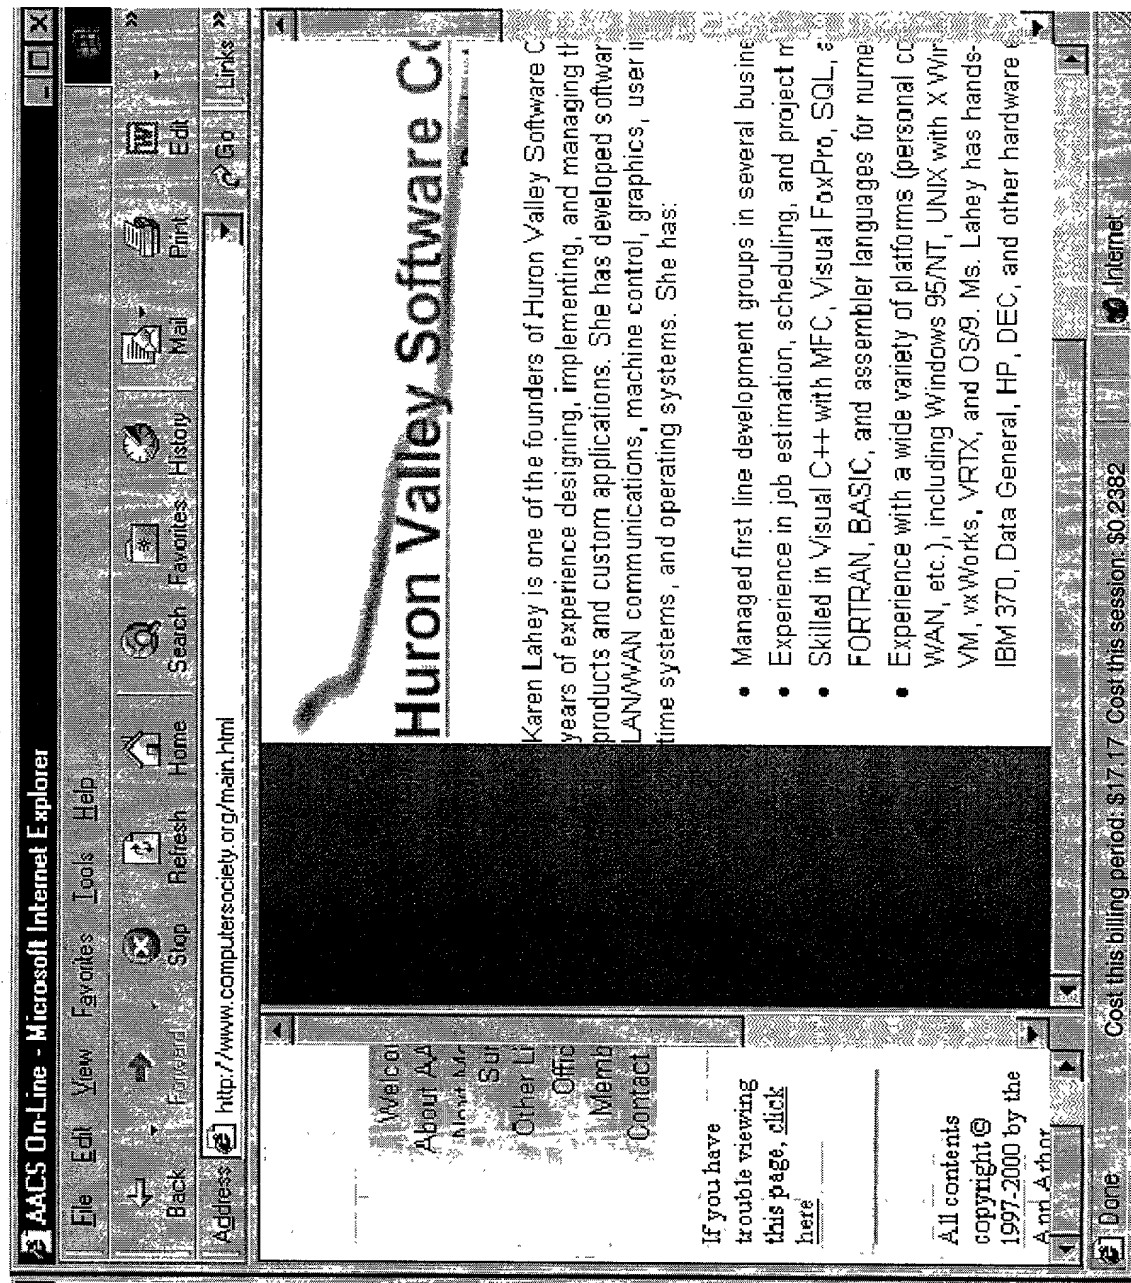 AACS On-Line - Microsoft Internet Explorer
File Edit View Favorites Tools Help
Back Forward Stop Refresh Home Search Favorites History Mail Print Edit »
Address http://www.computersociety.org/main.html Go Links »
Welco
About AA
Next Me
Sur
Other Li
Offic
Memb
Contact
If you have
trouble viewing
this page, click
here
All contents
copyright©
1997-2000 by the
Ann Arbor
Huron Valley Software Co
Karen Lahey is one of the founders of Huron Valley Software C
years of experience designing, implementing, and managing th
products and custom applications. She has developed softwar
LAN/WAN communications, machine control, graphics, user i
time systems, and operating systems. She has:
• Managed first line development groups in several busine
• Experience in job estimation, scheduling, and project m
• Skilled in Visual C++ with MFC, Visual FoxPro, SQL, a
FORTRAN, BASIC, and assembler languages for nume
• Experience with a wide variety of platforms (personal co
WAN, etc.), including Windows 95/NT, UNIX with X Wir
VM, vxWorks, VRTX, and OS/9. Ms. Lahey has hands-
IBM 370, Data General, HP, DEC, and other hardware
Done Cost this billing period: $17.17 Cost this session: $0.2382 Internet